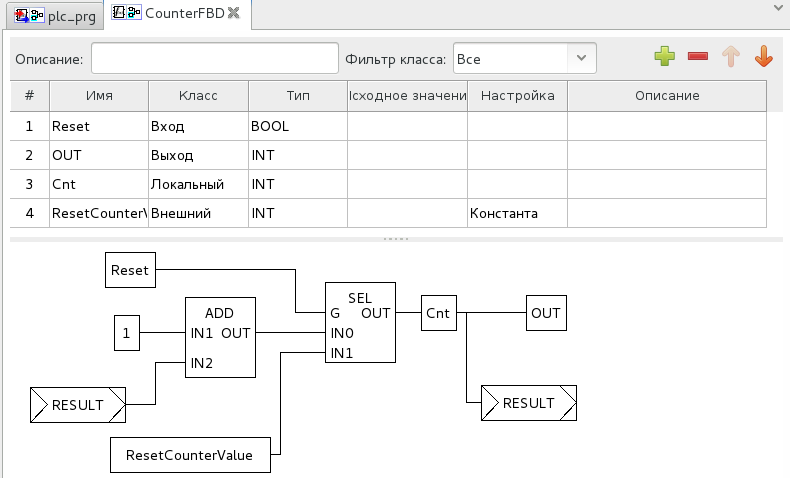 plc_prg CounterFBD
Описание: Фильтр класса: Все
# Имя Класс Тип Исходное значени Настройка Описание
1 Reset Вход BOOL
2 OUT Выход INT
3 Cnt Локальный INT
4 ResetCounterV Внешний INT Константа
Reset
SEL
ADD
G OUT
Cnt
OUT
1
IN1 OUT
IN0
IN1
IN2
RESULT
RESULT
ResetCounterValue